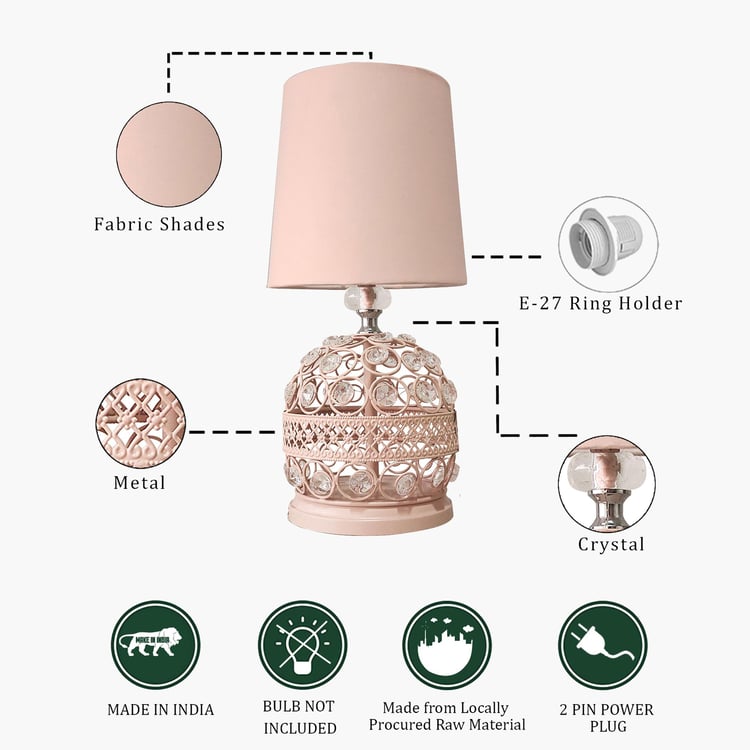 Fabric Shades
E-27 Ring Holder
Metal
Crystal
MAKE IN INDIA
MADE IN INDIA
BULB NOT
INCLUDED
Made from Locally
Procured Raw Material
2 PIN POWER
PLUG